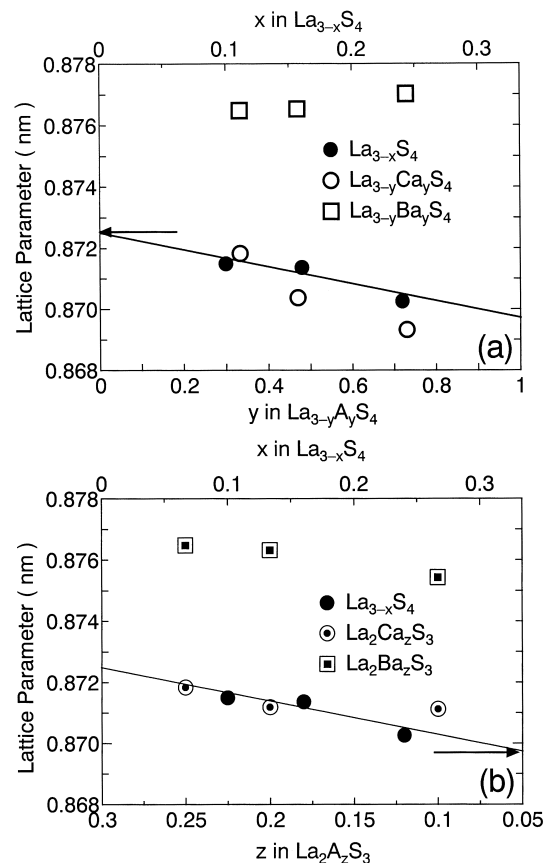 x in La3−xS4
0 0.1 0.2 0.3
0.878
0.876
0.874
0.872
0.870
0.868
Lattice Parameter ( nm )
La3−xS4
La3−yCayS4
La3−yBayS4
(a)
0 0.2 0.4 0.6 0.8 1
y in La3−yAyS4
x in La3−xS4
0 0.1 0.2 0.3
0.878
0.876
0.874
0.872
0.870
0.868
Lattice Parameter ( nm )
La3−xS4
La2CazS3
La2BazS3
(b)
0.3 0.25 0.2 0.15 0.1 0.05
z in La2AzS3